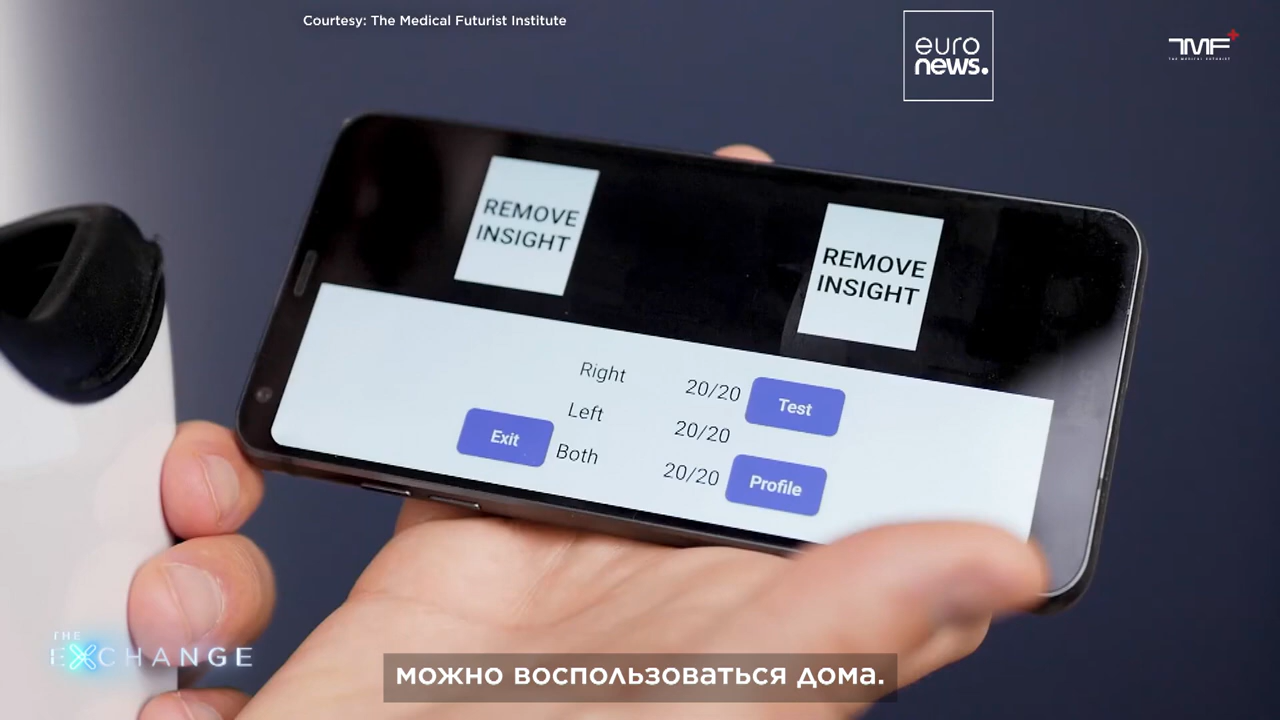 Courtesy: The Medical Futurist Institute
euro
news.
TMF+
THE MEDICAL FUTURIST
REMOVE
INSIGHT
REMOVE
INSIGHT
Right 20/20 Test
Left 20/20
Exit Both 20/20 Profile
THE
EXCHANGE
можно воспользоваться дома.